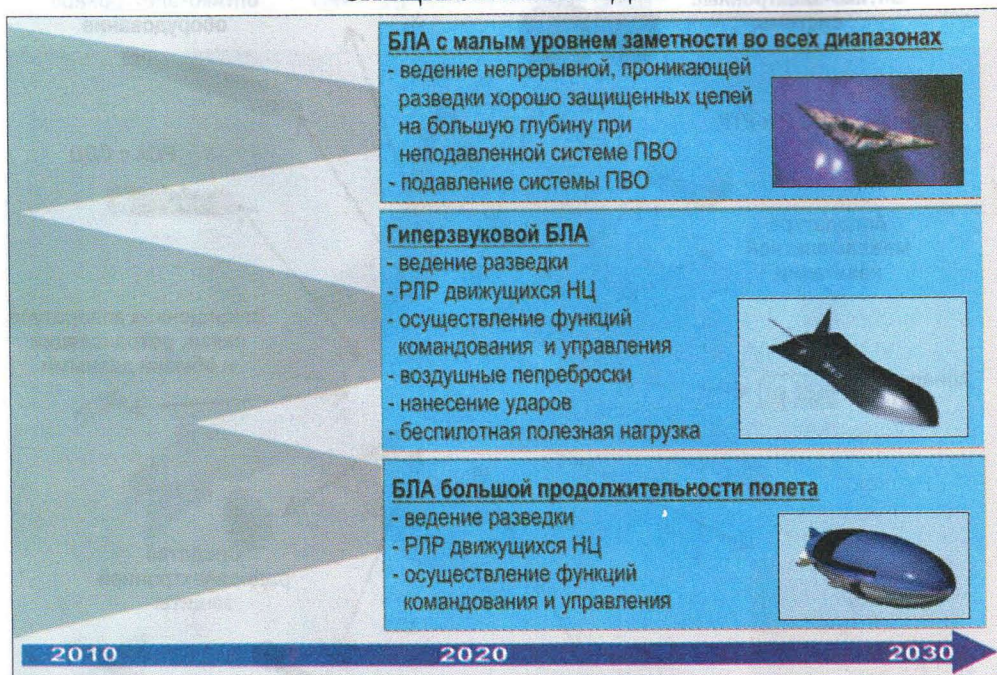 БЛА с малым уровнем заметности во всех диапазонах
- ведение непрерывной, проникающей
разведки хорошо защищенных целей
на большую глубину при
неподавленной системе ПВО
- подавление системы ПВО
Гиперзвуковой БЛА
- ведение разведки
- РЛР движущихся НЦ
- осуществление функций
командования и управления
- воздушные пепреброски
- нанесение ударов
- беспилотная полезная нагрузка
БЛА большой продолжительности полета
- ведение разведки
- РЛР движущихся НЦ
- осуществление функций
командования и управления
2010 2020 2030